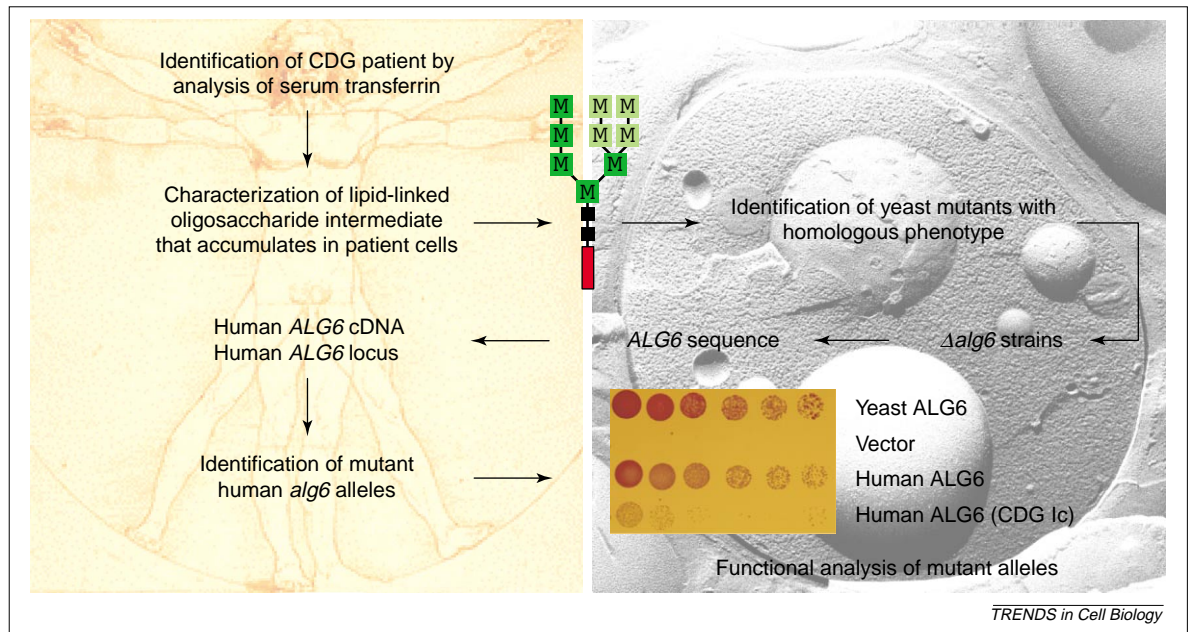 Identification of CDG patient by
analysis of serum transferrin
Characterization of lipid-linked
oligosaccharide intermediate
that accumulates in patient cells
M M M
M M M
M M
M
Identification of yeast mutants with
homologous phenotype
Δalg6 strains
ALG6 sequence
Human ALG6 cDNA
Human ALG6 locus
Identification of mutant
human alg6 alleles
Yeast ALG6
Vector
Human ALG6
Human ALG6 (CDG Ic)
Functional analysis of mutant alleles
TRENDS in Cell Biology